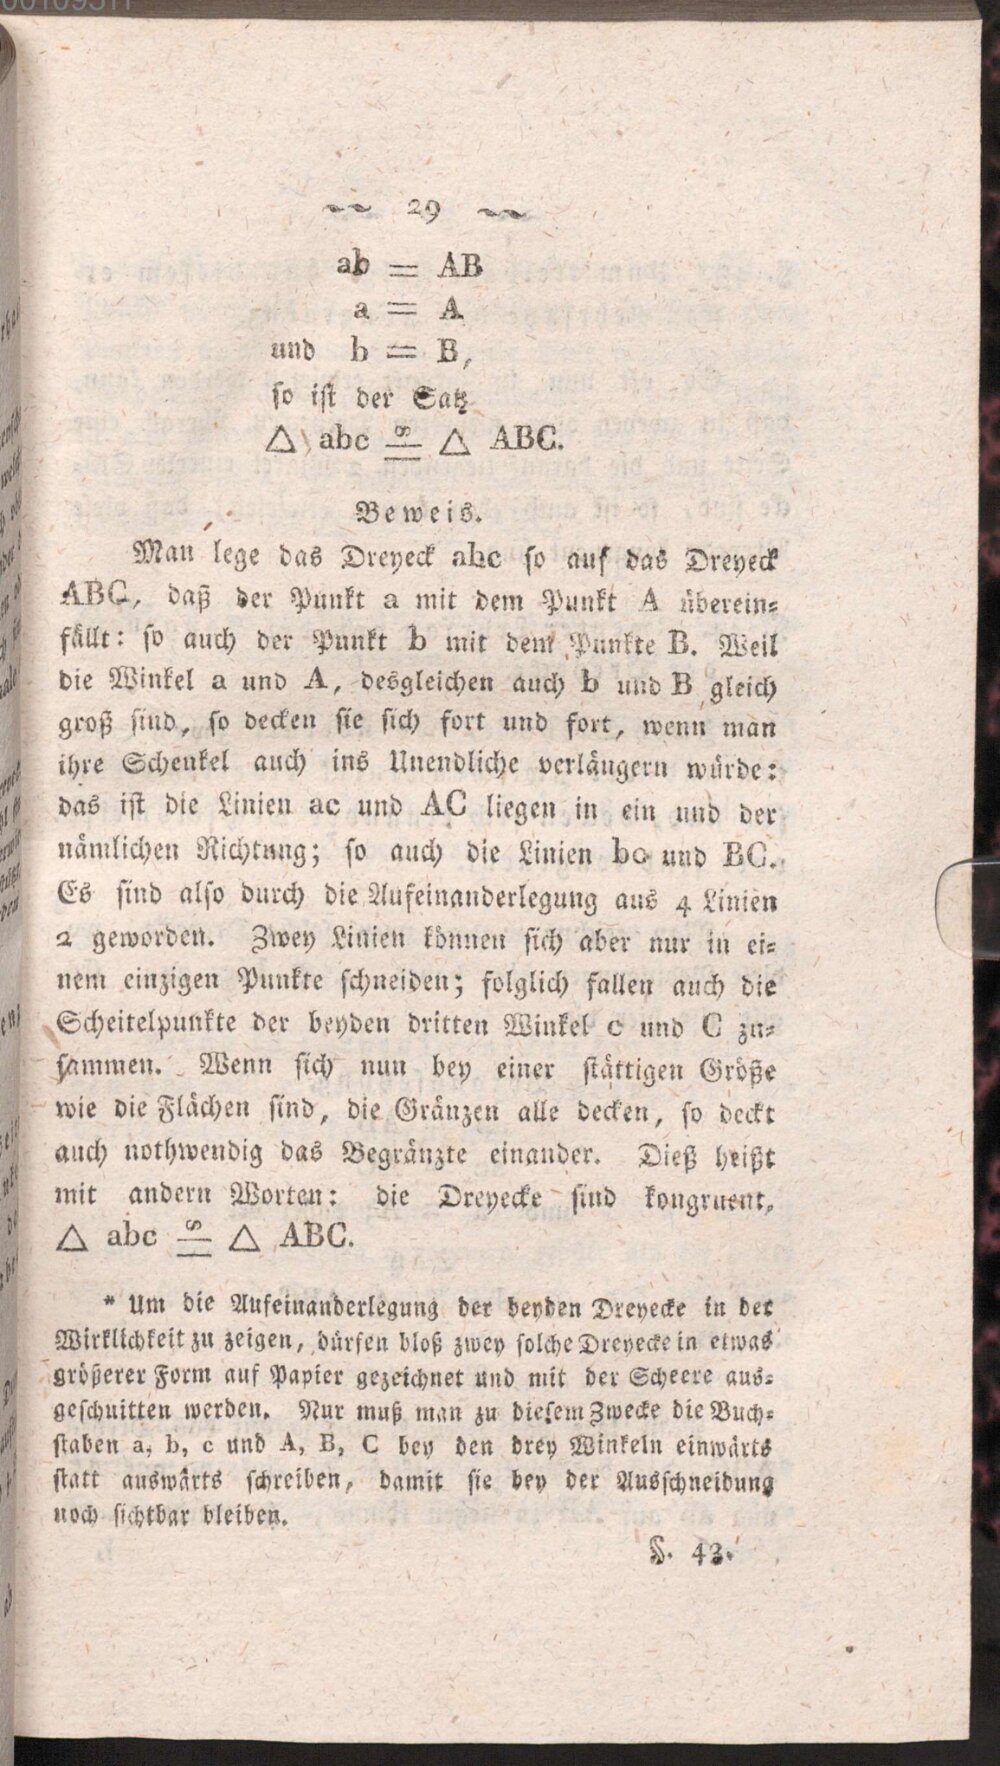 29
ab = AB
a = A
und b = B,
so ist der Satz
△ abc ≅ △ ABC.
Beweis.
Man lege das Dreyeck abc so auf das Dreyeck
ABC, daß der Punkt a mit dem Punkt A überein-
fällt: so auch der Punkt b mit dem Punkte B. Weil
die Winkel a und A, desgleichen auch b und B gleich
groß sind, so decken sie sich fort und fort, wenn man
ihre Schenkel auch ins Unendliche verlängern würde:
das ist die Linien ac und AC liegen in ein und der
nämlichen Richtung; so auch die Linien bc und BC.
Es sind also durch die Aufeinanderlegung aus 4 Linien
2 geworden. Zwey Linien können sich aber nur in ei-
nem einzigen Punkte schneiden; folglich fallen auch die
Scheitelpunkte der beyden dritten Winkel c und C zu-
sammen. Wenn sich nun bey einer stättigen Größe
wie die Flächen sind, die Gränzen alle decken, so deckt
auch nothwendig das Begränzte einander. Dieß heißt
mit andern Worten: die Dreyecke sind kongruent,
△ abc ≅ △ ABC.
* Um die Aufeinanderlegung der beyden Dreyecke in der
Wirklichkeit zu zeigen, dürfen bloß zwey solche Dreyecke in etwas
größerer Form auf Papier gezeichnet und mit der Scheere aus-
geschnitten werden. Nur muß man zu diesem Zwecke die Buch-
staben a, b, c und A, B, C bey den drey Winkeln einwärts
statt auswärts schreiben, damit sie bey der Ausschneidung
noch sichtbar bleiben.
§. 43.